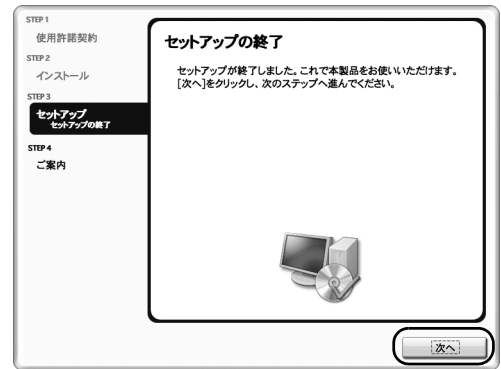 STEP 1
使用許諾契約
STEP 2
インストール
STEP 3
セットアップ
セットアップの終了
STEP 4
ご案内
セットアップの終了
セットアップが終了しました。これで本製品をお使いいただけます。
[次へ]をクリックし、次のステップへ進んでください。
次へ